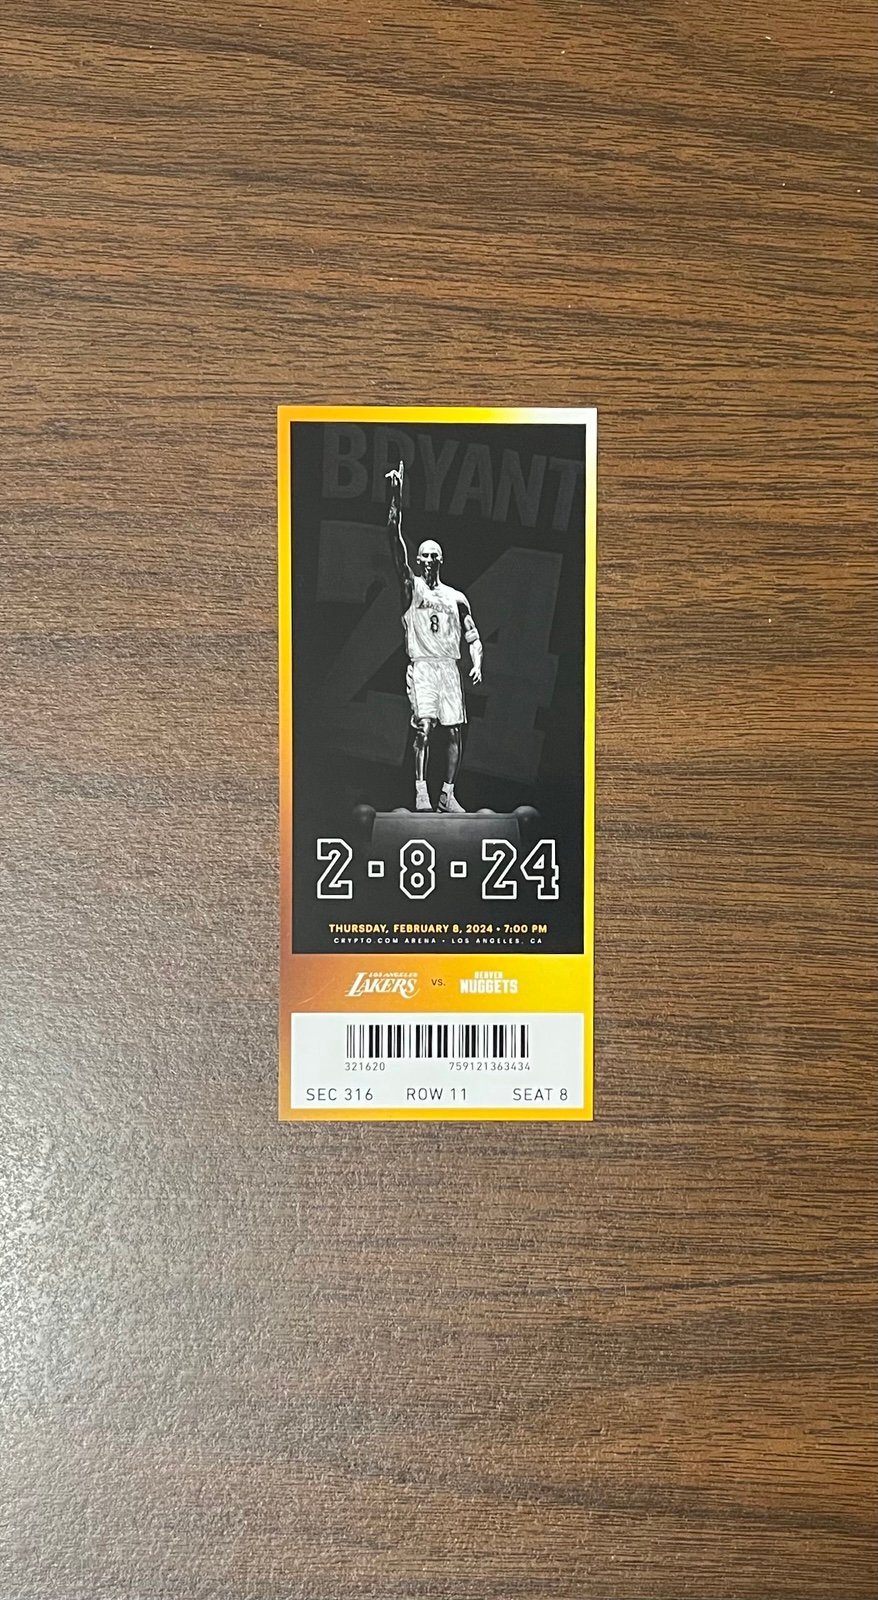 BRYANT
24
LAKERS
8
2·8·24
THURSDAY, FEBRUARY 8, 2024 • 7:00 PM
CRYPTO.COM ARENA • LOS ANGELES, CA
LOS ANGELES
LAKERS
vs.
DENVER
NUGGETS
321620 759121363434
SEC 316 ROW 11 SEAT 8